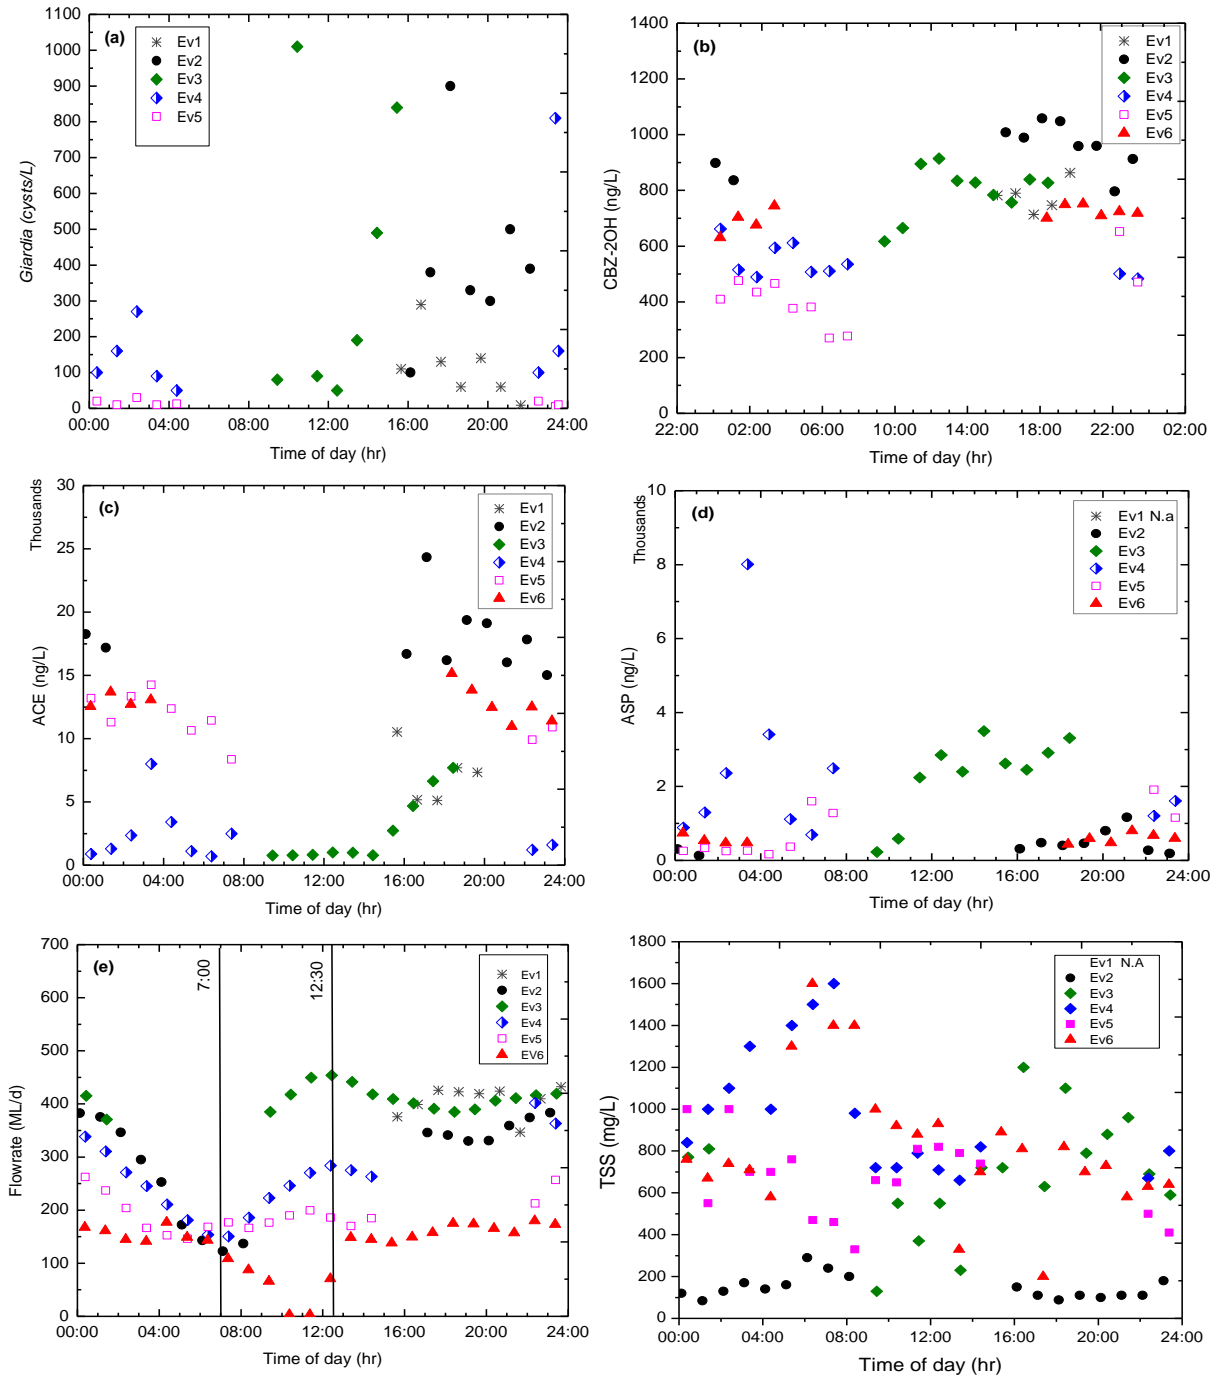 (a)
Ev1
Ev2
Ev3
Ev4
Ev5
1100
1000
900
800
700
600
500
400
300
200
100
0
Giardia (cysts/L)
00:00 04:00 08:00 12:00 16:00 20:00 24:00
Time of day (hr)
(b)
Ev1
Ev2
Ev3
Ev4
Ev5
Ev6
1400
1200
1000
800
600
400
200
0
CBZ-2OH (ng/L)
22:00 02:00 06:00 10:00 14:00 18:00 22:00 02:00
Time of day (hr)
(c)
Ev1
Ev2
Ev3
Ev4
Ev5
Ev6
Thousands
30
25
20
15
10
5
0
ACE (ng/L)
00:00 04:00 08:00 12:00 16:00 20:00 24:00
Time of day (hr)
(d)
Ev1 N.a
Ev2
Ev3
Ev4
Ev5
Ev6
Thousands
10
8
6
4
2
0
ASP (ng/L)
00:00 04:00 08:00 12:00 16:00 20:00 24:00
Time of day (hr)
(e)
7:00
12:30
Ev1
Ev2
Ev3
Ev4
Ev5
EV6
700
600
500
400
300
200
100
0
Flowrate (ML/d)
00:00 04:00 08:00 12:00 16:00 20:00 24:00
Time of day (hr)
Ev1 N.A
Ev2
Ev3
Ev4
Ev5
Ev6
1800
1600
1400
1200
1000
800
600
400
200
0
TSS (mg/L)
00:00 04:00 08:00 12:00 16:00 20:00 24:00
Time of day (hr)